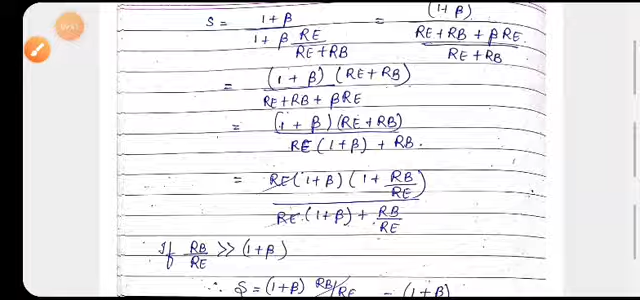 S = (1+β) / (1+β RE/(RE+RB)) = (1+β) / ((RE+RB+βRE)/(RE+RB))
= (1+β)(RE+RB) / (RE+RB+βRE)
= (1+β)(RE+RB) / (RE(1+β)+RB.
= RE(1+β)(1+RB/RE) / (RE.(1+β)+RB/RE)
If RB/RE >> (1+β)
∴ S = (1+β) RB/RE = (1+β)